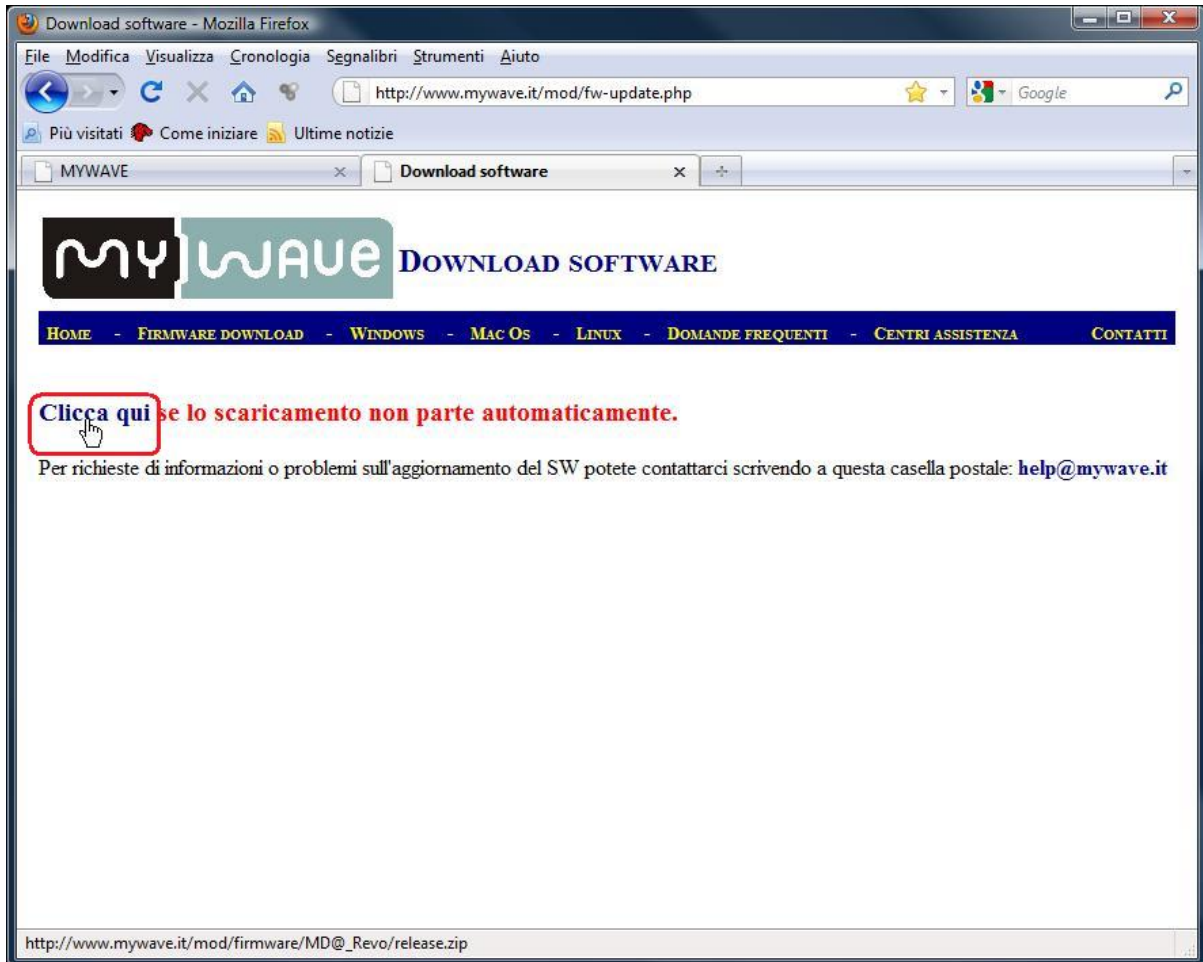 Download software - Mozilla Firefox
File Modifica Visualizza Cronologia Segnalibri Strumenti Aiuto
http://www.mywave.it/mod/fw-update.php Google
Più visitati Come iniziare Ultime notizie
MYWAVE Download software
my wave DOWNLOAD SOFTWARE
HOME - FIRMWARE DOWNLOAD - WINDOWS - MAC OS - LINUX - DOMANDE FREQUENTI - CENTRI ASSISTENZA CONTATTI
Clicca qui se lo scaricamento non parte automaticamente.
Per richieste di informazioni o problemi sull'aggiornamento del SW potete contattarci scrivendo a questa casella postale: help@mywave.it
http://www.mywave.it/mod/firmware/MD@_Revo/release.zip